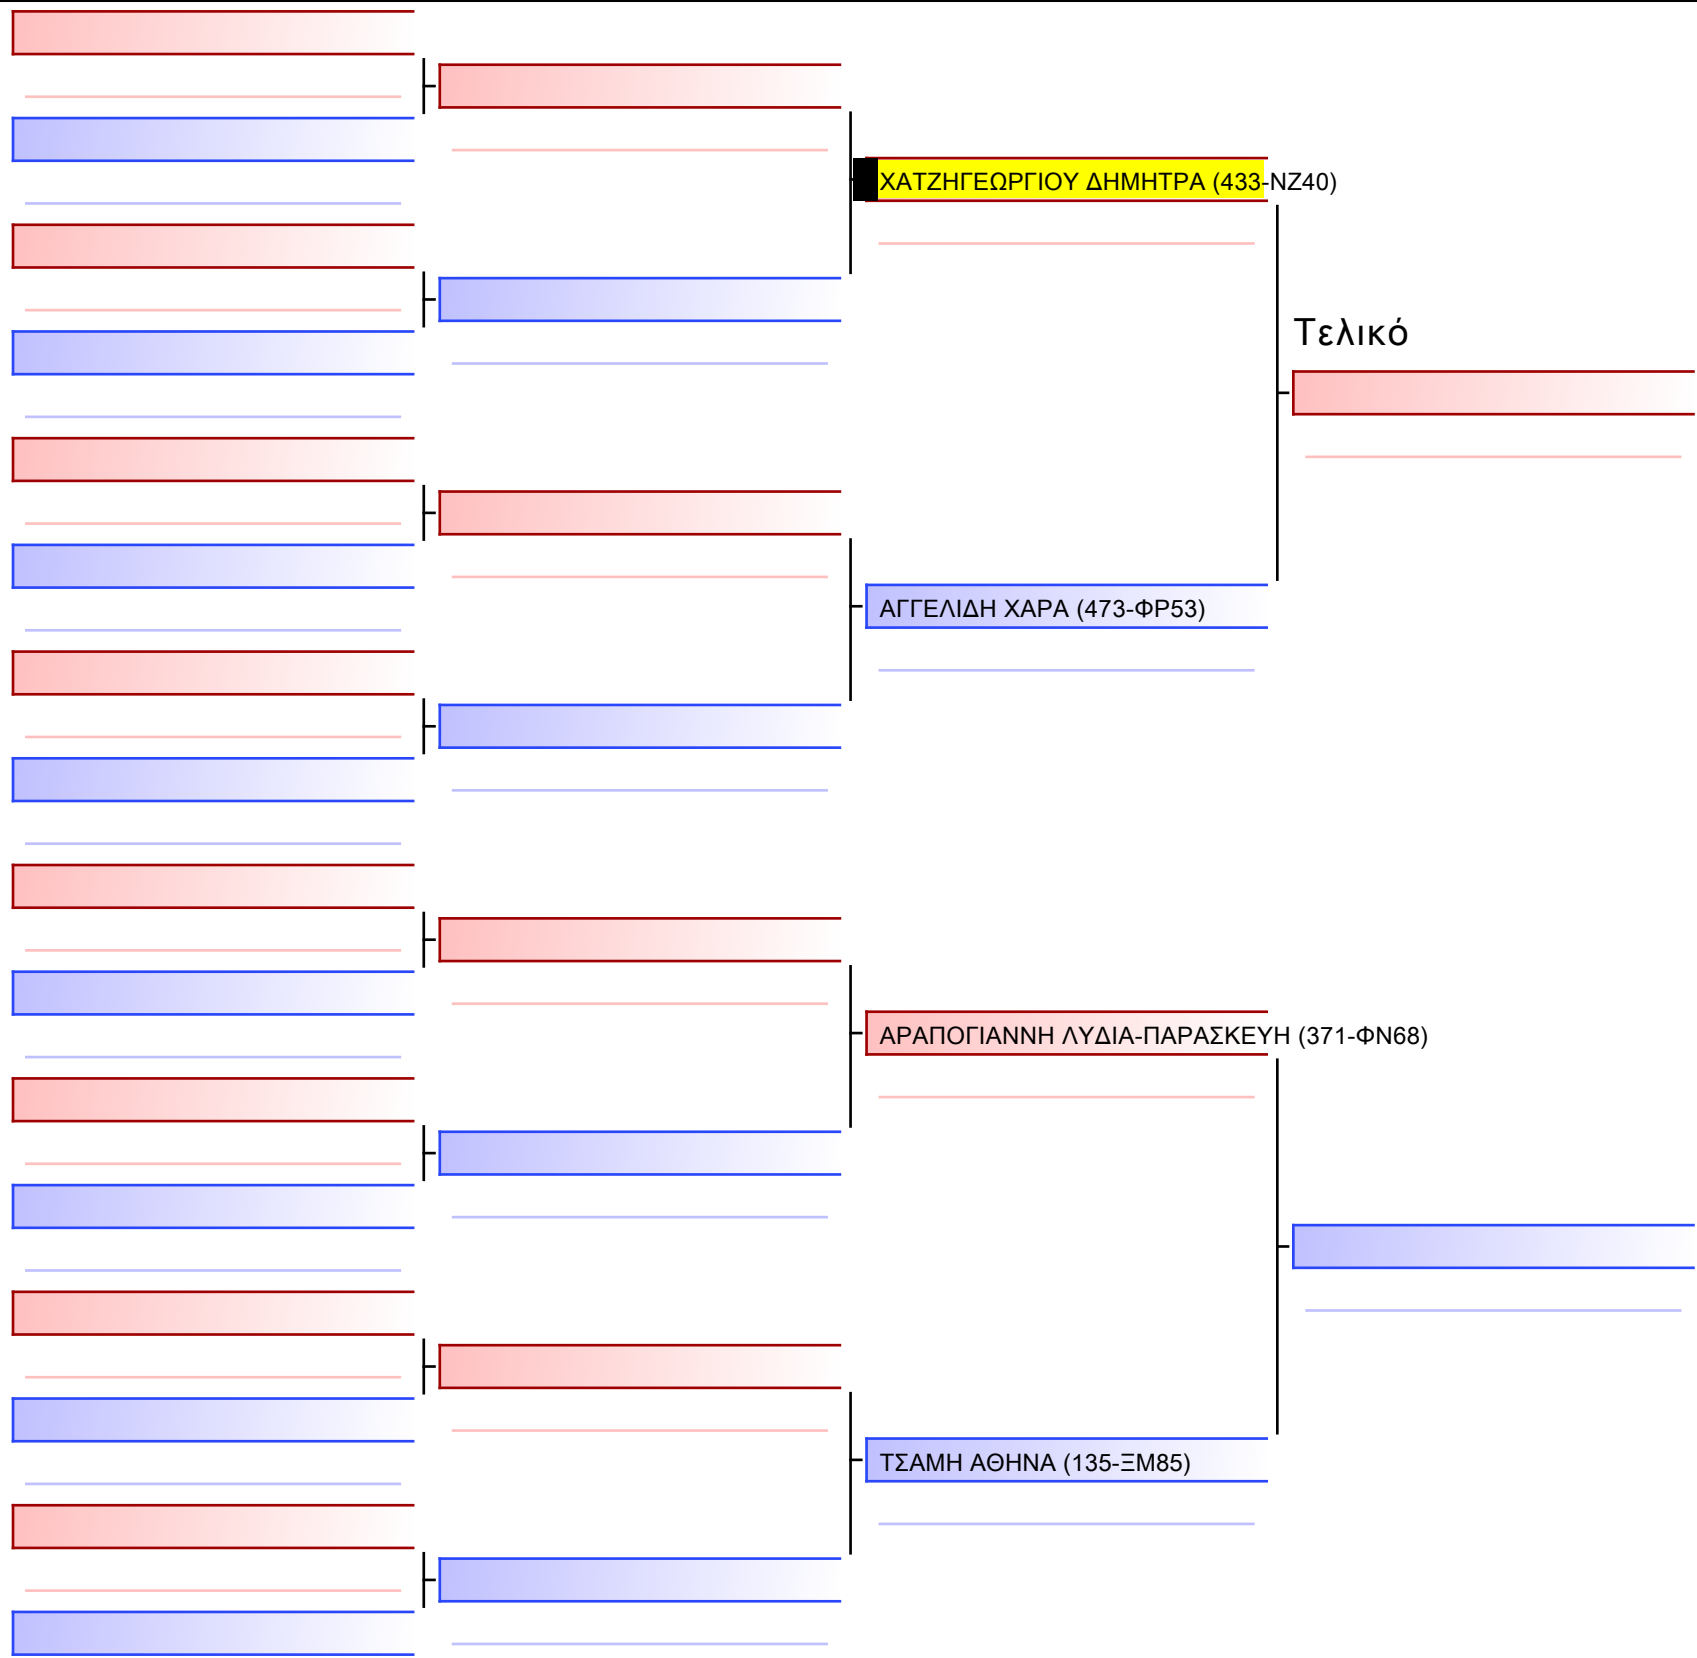 ΧΑΤΖΗΓΕΩΡΓΙΟΥ ΔΗΜΗΤΡΑ (433-ΝΖ40)
Τελικό
ΑΓΓΕΛΙΔΗ ΧΑΡΑ (473-ΦΡ53)
ΑΡΑΠΟΓΙΑΝΝΗ ΛΥΔΙΑ-ΠΑΡΑΣΚΕΥΗ (371-ΦΝ68)
ΤΣΑΜΗ ΑΘΗΝΑ (135-ΞΜ85)